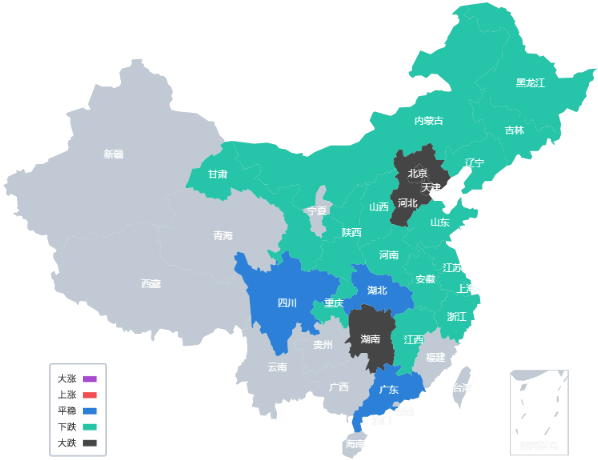 黑龙江
内蒙古
吉林
新疆
辽宁
甘肃
北京
天津
河北
宁夏
山西
山东
陕西
青海
河南
江苏
安徽
西藏
上海
湖北
四川
重庆
浙江
湖南
江西
贵州
福建
云南
广西
广东
台湾
海南
大涨
上涨
平稳
下跌
大跌